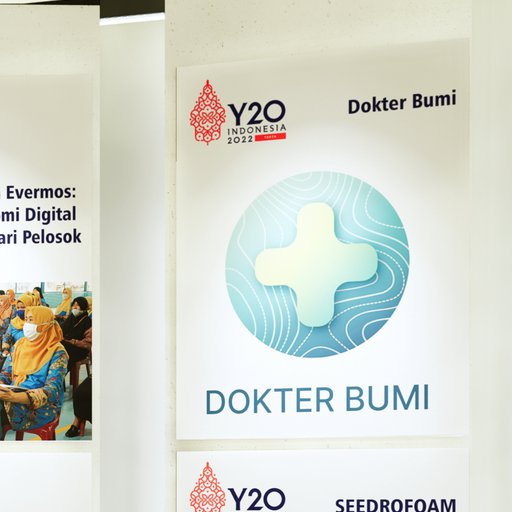 Evermos:
mi Digital
ari Pelosok
Y20
INDONESIA
2022
Dokter Bumi
DOKTER BUMI
Y20
SEEDROFOAM